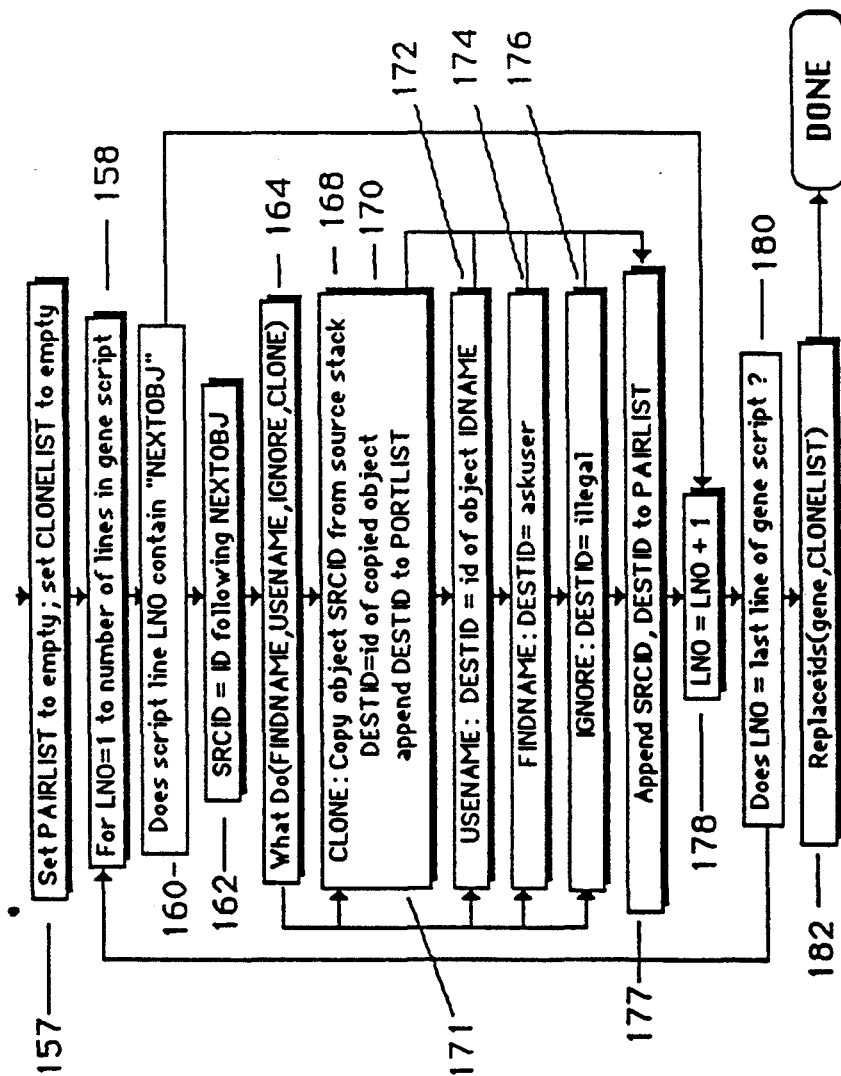 157
Set PAIRLIST to empty; set CLONELIST to empty
For LNO=1 to number of lines in gene script
158
160
Does script line LNO contain "NEXTOBJ"
162
SRCID = ID following NEXTOBJ
What Do(FINDNAME,USENAME,IGNORE,CLONE)
164
CLONE: Copy object SRCID from source stack
DESTID=id of copied object
append DESTID to PORTLIST
168
170
171
USENAME: DESTID = id of object IDNAME
172
FINDNAME: DESTID= askuser
174
IGNORE: DESTID= illegal
176
177
Append SRCID, DESTID to PAIRLIST
178
LNO = LNO + 1
Does LNO = last line of gene script ?
180
182
Replaceids(gene,CLONELIST)
DONE